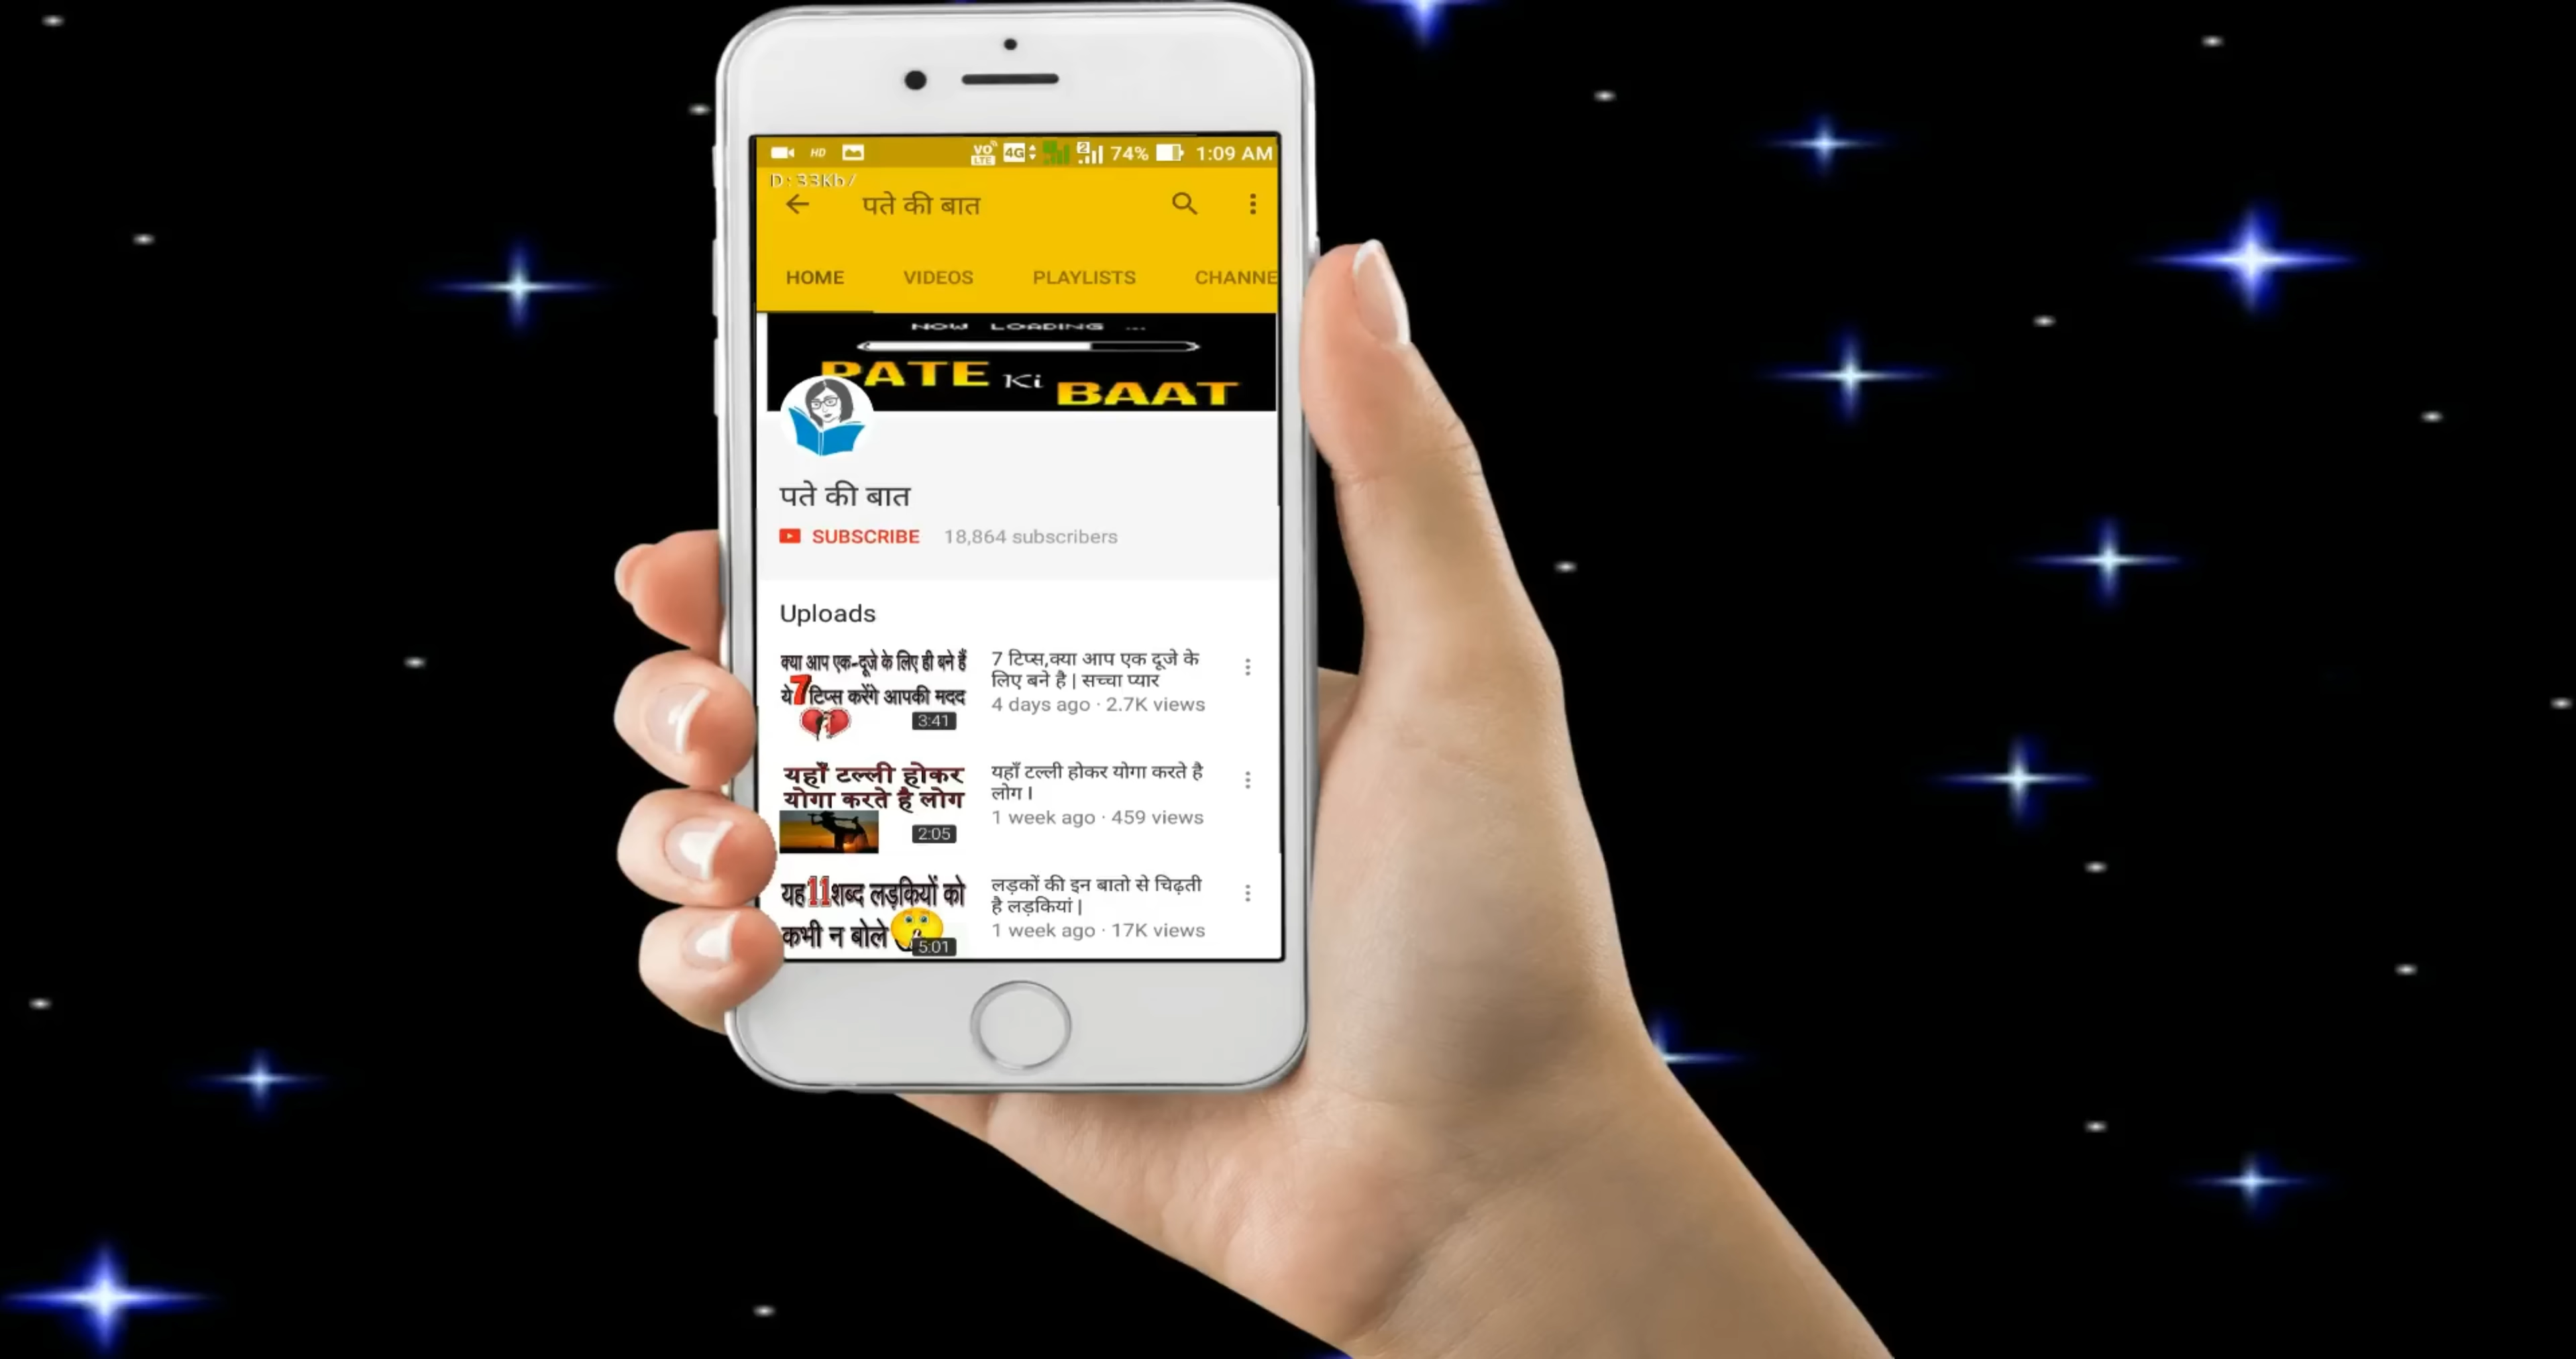 HD VO LTE 4G 2 74% 1:09 AM
D:33Kb/
पते की बात
HOME VIDEOS PLAYLISTS CHANNE
NOW LOADING ...
PATE Ki BAAT
पते की बात
SUBSCRIBE 18,864 subscribers
Uploads
क्या आप एक-दूजे के लिए ही बने हैं
ये 7 टिप्स करेंगे आपकी मदद
3:41
7 टिप्स,क्या आप एक दूजे के
लिए बने है | सच्चा प्यार
4 days ago · 2.7K views
यहाँ टल्ली होकर
योगा करते है लोग
2:05
यहाँ टल्ली होकर योगा करते है
लोग ।
1 week ago · 459 views
यह 11 शब्द लड़कियों को
कभी न बोले
5:01
लड़कों की इन बातो से चिढ़ती
है लड़कियां |
1 week ago · 17K views